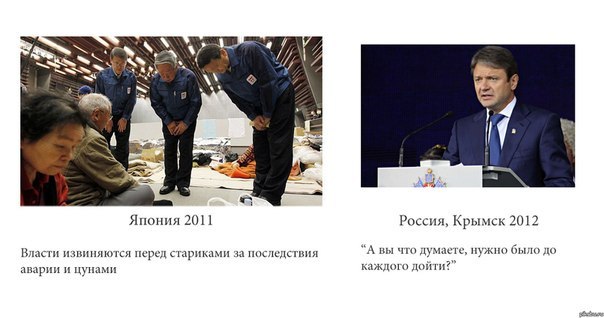 Япония 2011
Власти извиняются перед стариками за последствия
аварии и цунами
Россия, Крымск 2012
“А вы что думаете, нужно было до
каждого дойти?”
pikabu.ru